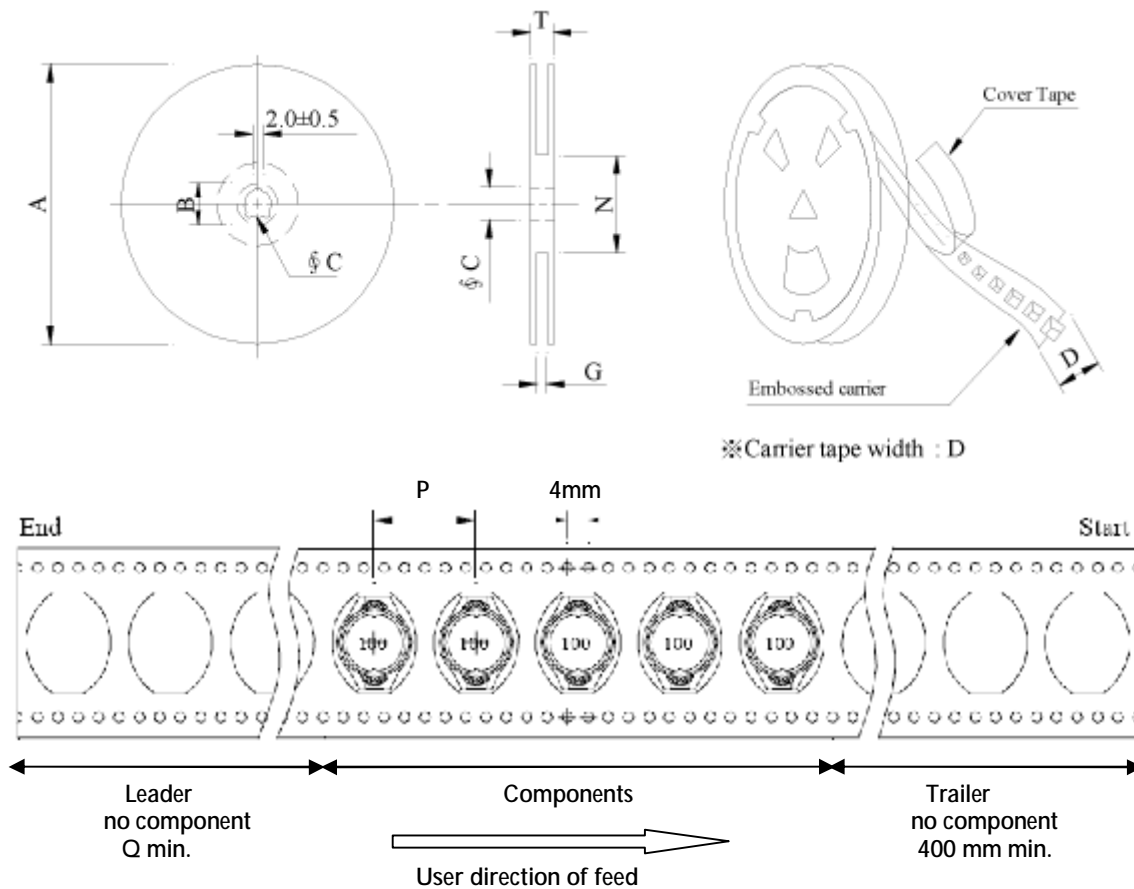 T
Cover Tape
2.0±0.5
A
B
N
§ C
§ C
G
D
Embossed carrier
※Carrier tape width : D
P
4mm
End
Start
100
100
100
100
100
Leader
no component
Q min.
Components
Trailer
no component
400 mm min.
User direction of feed